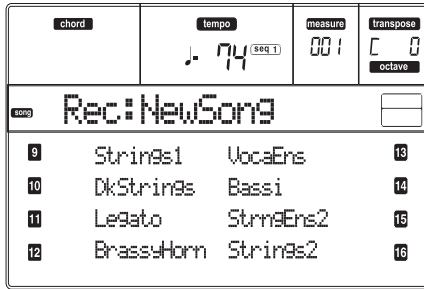 chord tempo measure transpose
♩. 74 seq 1 001 C 0
octave
song Rec:NewSong
9 Strings1 VocaEns 13
10 DkStrings Bassi 14
11 Legato StrngEns2 15
12 BrassyHorn Strings2 16